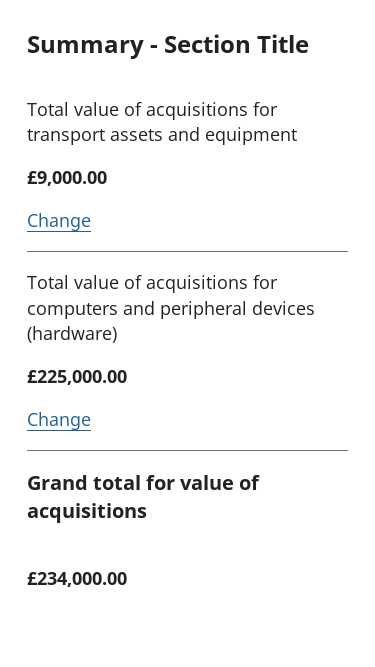 Summary - Section Title
Total value of acquisitions for
transport assets and equipment
£9,000.00
Change
Total value of acquisitions for
computers and peripheral devices
(hardware)
£225,000.00
Change
Grand total for value of
acquisitions
£234,000.00